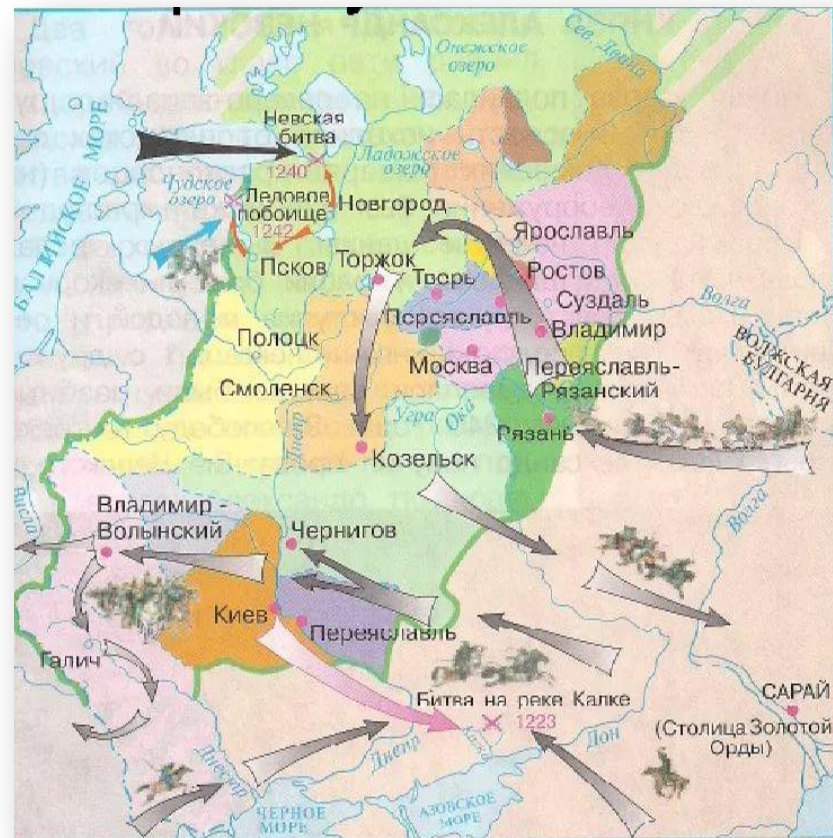 АЛЕКСАНДР НЕВСКИЙ
Онежское
озеро
Сев. Двина
Невская
битва
1240
Ладожское
озеро
БАЛТИЙСКОЕ МОРЕ
Чудское
озеро
Ледовое
побоище
1242
Новгород
Псков
Торжок
Тверь
Ярославль
Ростов
Суздаль
Переяславль
Владимир
Москва
Переяславль-
Рязанский
Рязань
Волга
ВОЛЖСКАЯ
БУЛГАРИЯ
Полоцк
Смоленск
Днепр
Угра
Ока
Козельск
Волга
Висла
Владимир -
Волынский
Чернигов
Киев
Переяславль
Галич
Битва на реке Калке
1223
Калка
САРАЙ
(Столица Золотой
Орды)
Днестр
Днепр
Дон
ЧЕРНОЕ
МОРЕ
АЗОВСКОЕ
МОРЕ